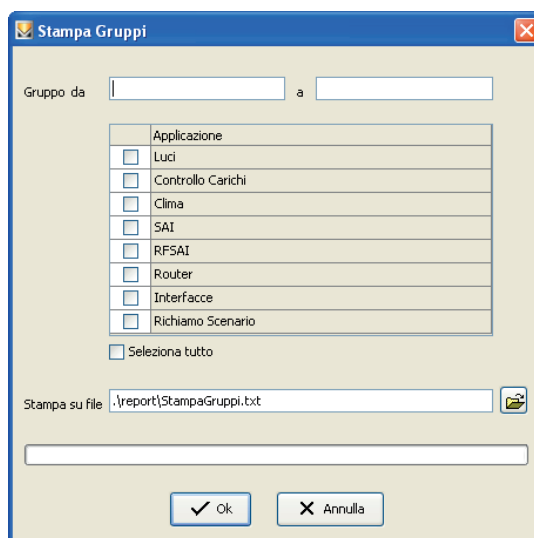 Stampa Gruppi
Gruppo da a
Applicazione
Luci
Controllo Carichi
Clima
SAI
RFSAI
Router
Interfacce
Richiamo Scenario
Seleziona tutto
Stampa su file .\report\StampaGruppi.txt
Ok Annulla